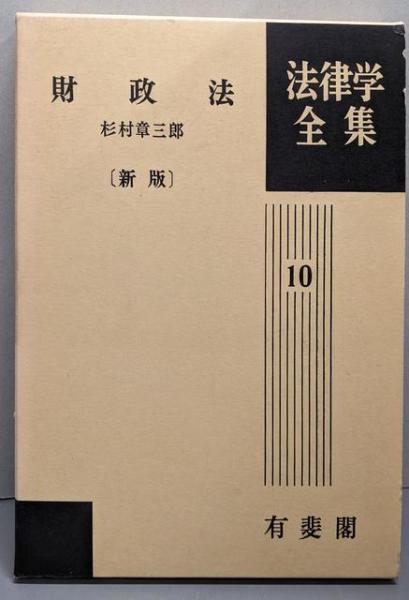 財政法
杉村章三郎
〔新版〕
法律学
全集
10
有斐閣